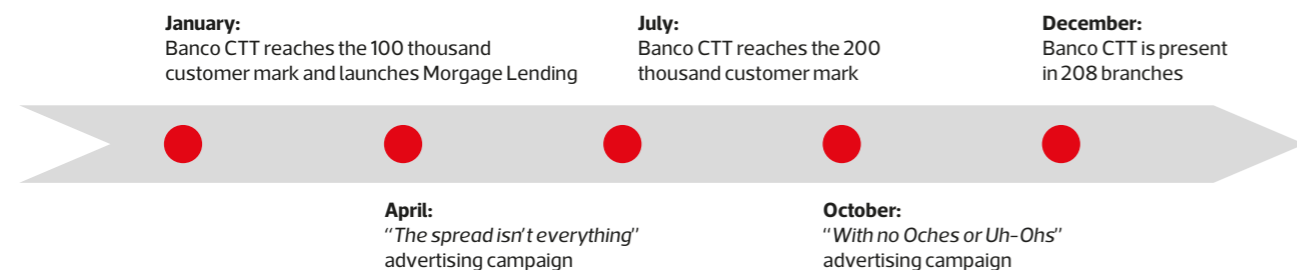 January:
Banco CTT reaches the 100 thousand
customer mark and launches Morgage Lending
July:
Banco CTT reaches the 200
thousand customer mark
December:
Banco CTT is present
in 208 branches
April:
"The spread isn't everything"
advertising campaign
October:
"With no Oches or Uh-Ohs"
advertising campaign